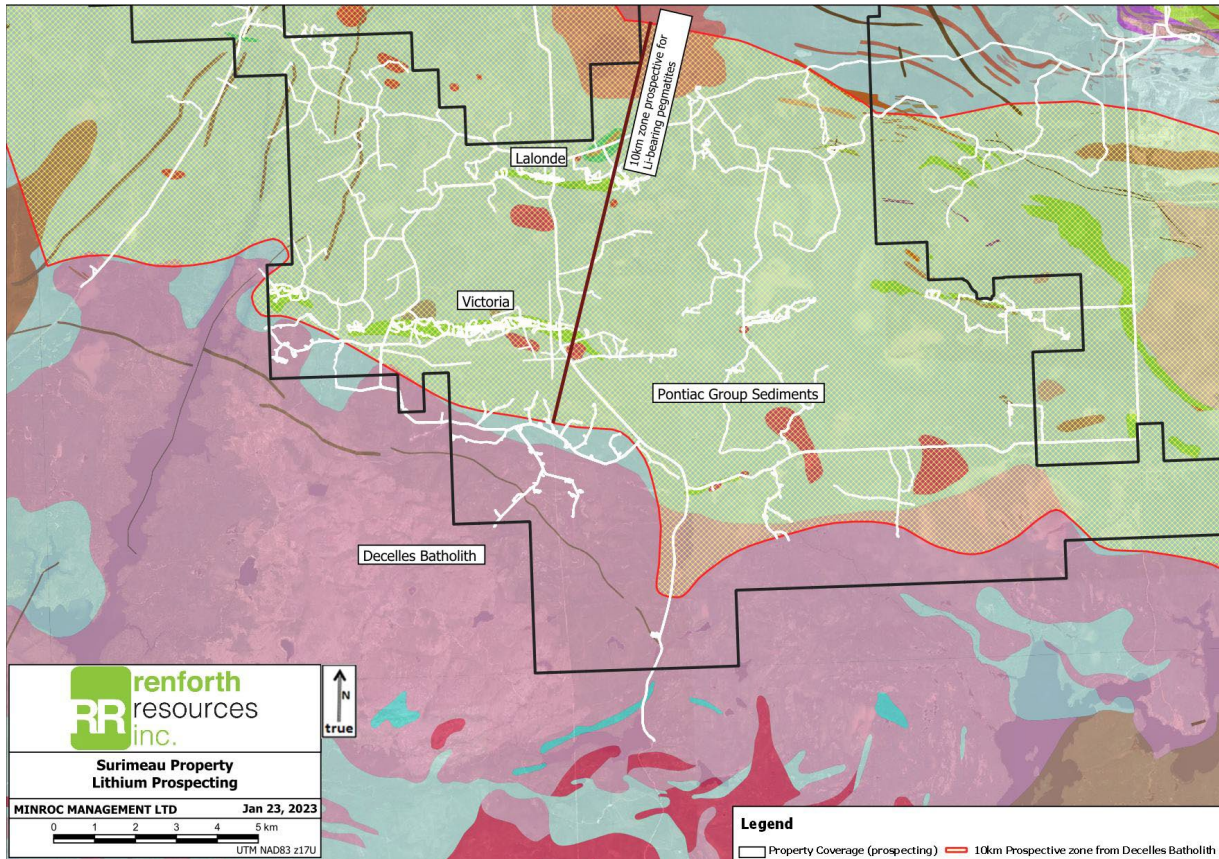 10km zone prospective for
Li-bearing pegmatites
Lalonde
Victoria
Pontiac Group Sediments
Decelles Batholith
RR
renforth
resources
inc.
N
true
Surimeau Property
Lithium Prospecting
MINROC MANAGEMENT LTD Jan 23, 2023
0 1 2 3 4 5 km
UTM NAD83 z17U
Legend
Property Coverage (prospecting) 10km Prospective zone from Decelles Batholith